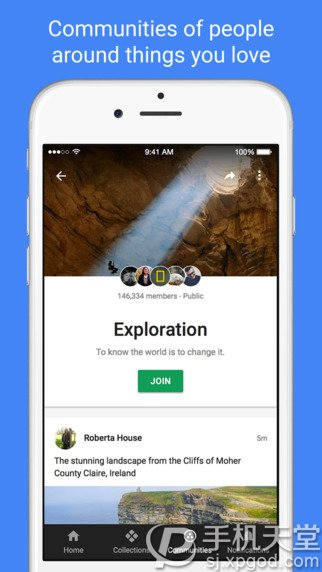 Communities of people
around things you love
9:41 AM
100%
146,334 members - Public
Exploration
To know the world is to change it.
JOIN
Roberta House
5m
The stunning landscape from the Cliffs of Moher
County Claire, Ireland
Home
Collections
Communities
Notifications
手机天堂
sj.xpgod.com